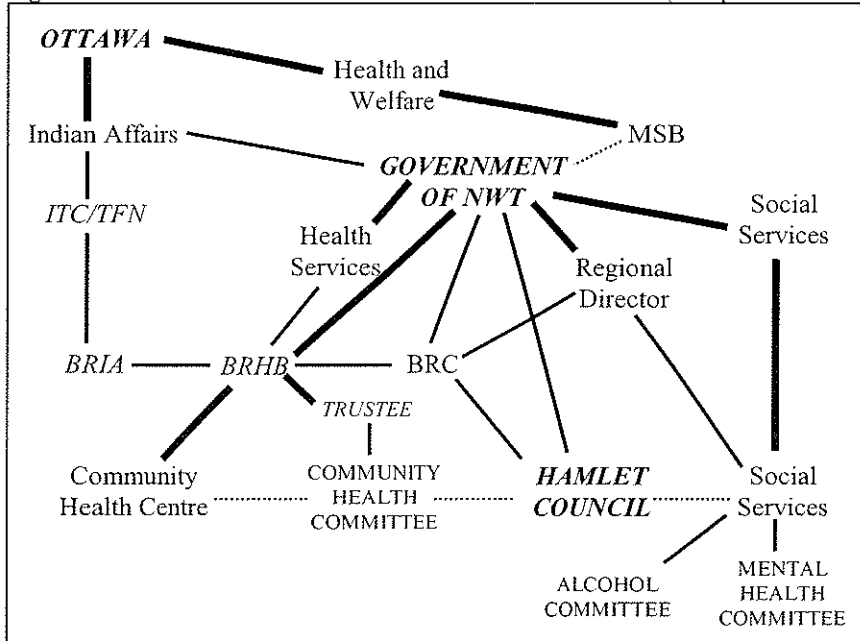 OTTAWA
Health and
Welfare
Indian Affairs
MSB
GOVERNMENT
OF NWT
ITC/TFN
Social
Services
Health
Services
Regional
Director
BRIA
BRHB
BRC
TRUSTEE
Community
Health Centre
COMMUNITY
HEALTH
COMMITTEE
HAMLET
COUNCIL
Social
Services
ALCOHOL
COMMITTEE
MENTAL
HEALTH
COMMITTEE